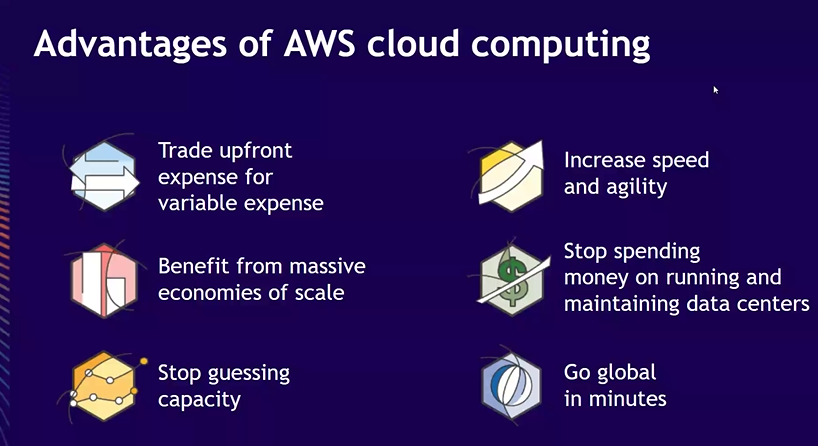 Advantages of AWS cloud computing
Trade upfront
expense for
variable expense
Benefit from massive
economies of scale
Stop guessing
capacity
Increase speed
and agility
Stop spending
money on running and
maintaining data centers
Go global
in minutes